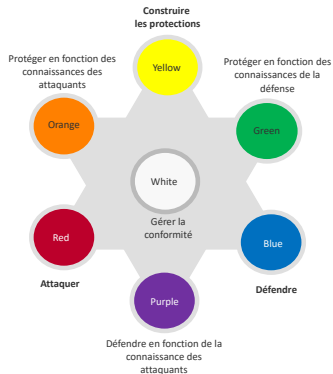 Construire
les protections
Yellow
Protéger en fonction des
connaissances des
attaquants
Orange
Protéger en fonction des
connaissances de la
défense
Green
White
Gérer la
conformité
Red
Attaquer
Blue
Défendre
Purple
Défendre en fonction de la
connaissance des
attaquants